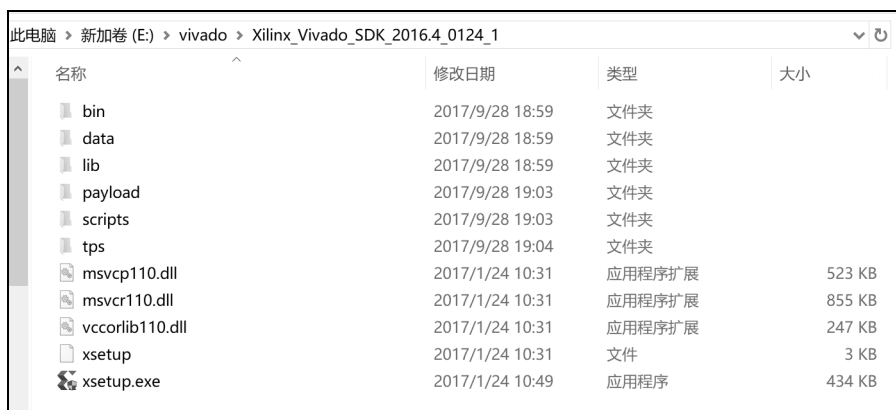 此电脑 > 新加卷 (E:) > vivado > Xilinx_Vivado_SDK_2016.4_0124_1
名称 修改日期 类型 大小
bin 2017/9/28 18:59 文件夹
data 2017/9/28 18:59 文件夹
lib 2017/9/28 18:59 文件夹
payload 2017/9/28 19:03 文件夹
scripts 2017/9/28 19:03 文件夹
tps 2017/9/28 19:04 文件夹
msvcp110.dll 2017/1/24 10:31 应用程序扩展 523 KB
msvcr110.dll 2017/1/24 10:31 应用程序扩展 855 KB
vccorlib110.dll 2017/1/24 10:31 应用程序扩展 247 KB
xsetup 2017/1/24 10:31 文件 3 KB
xsetup.exe 2017/1/24 10:49 应用程序 434 KB